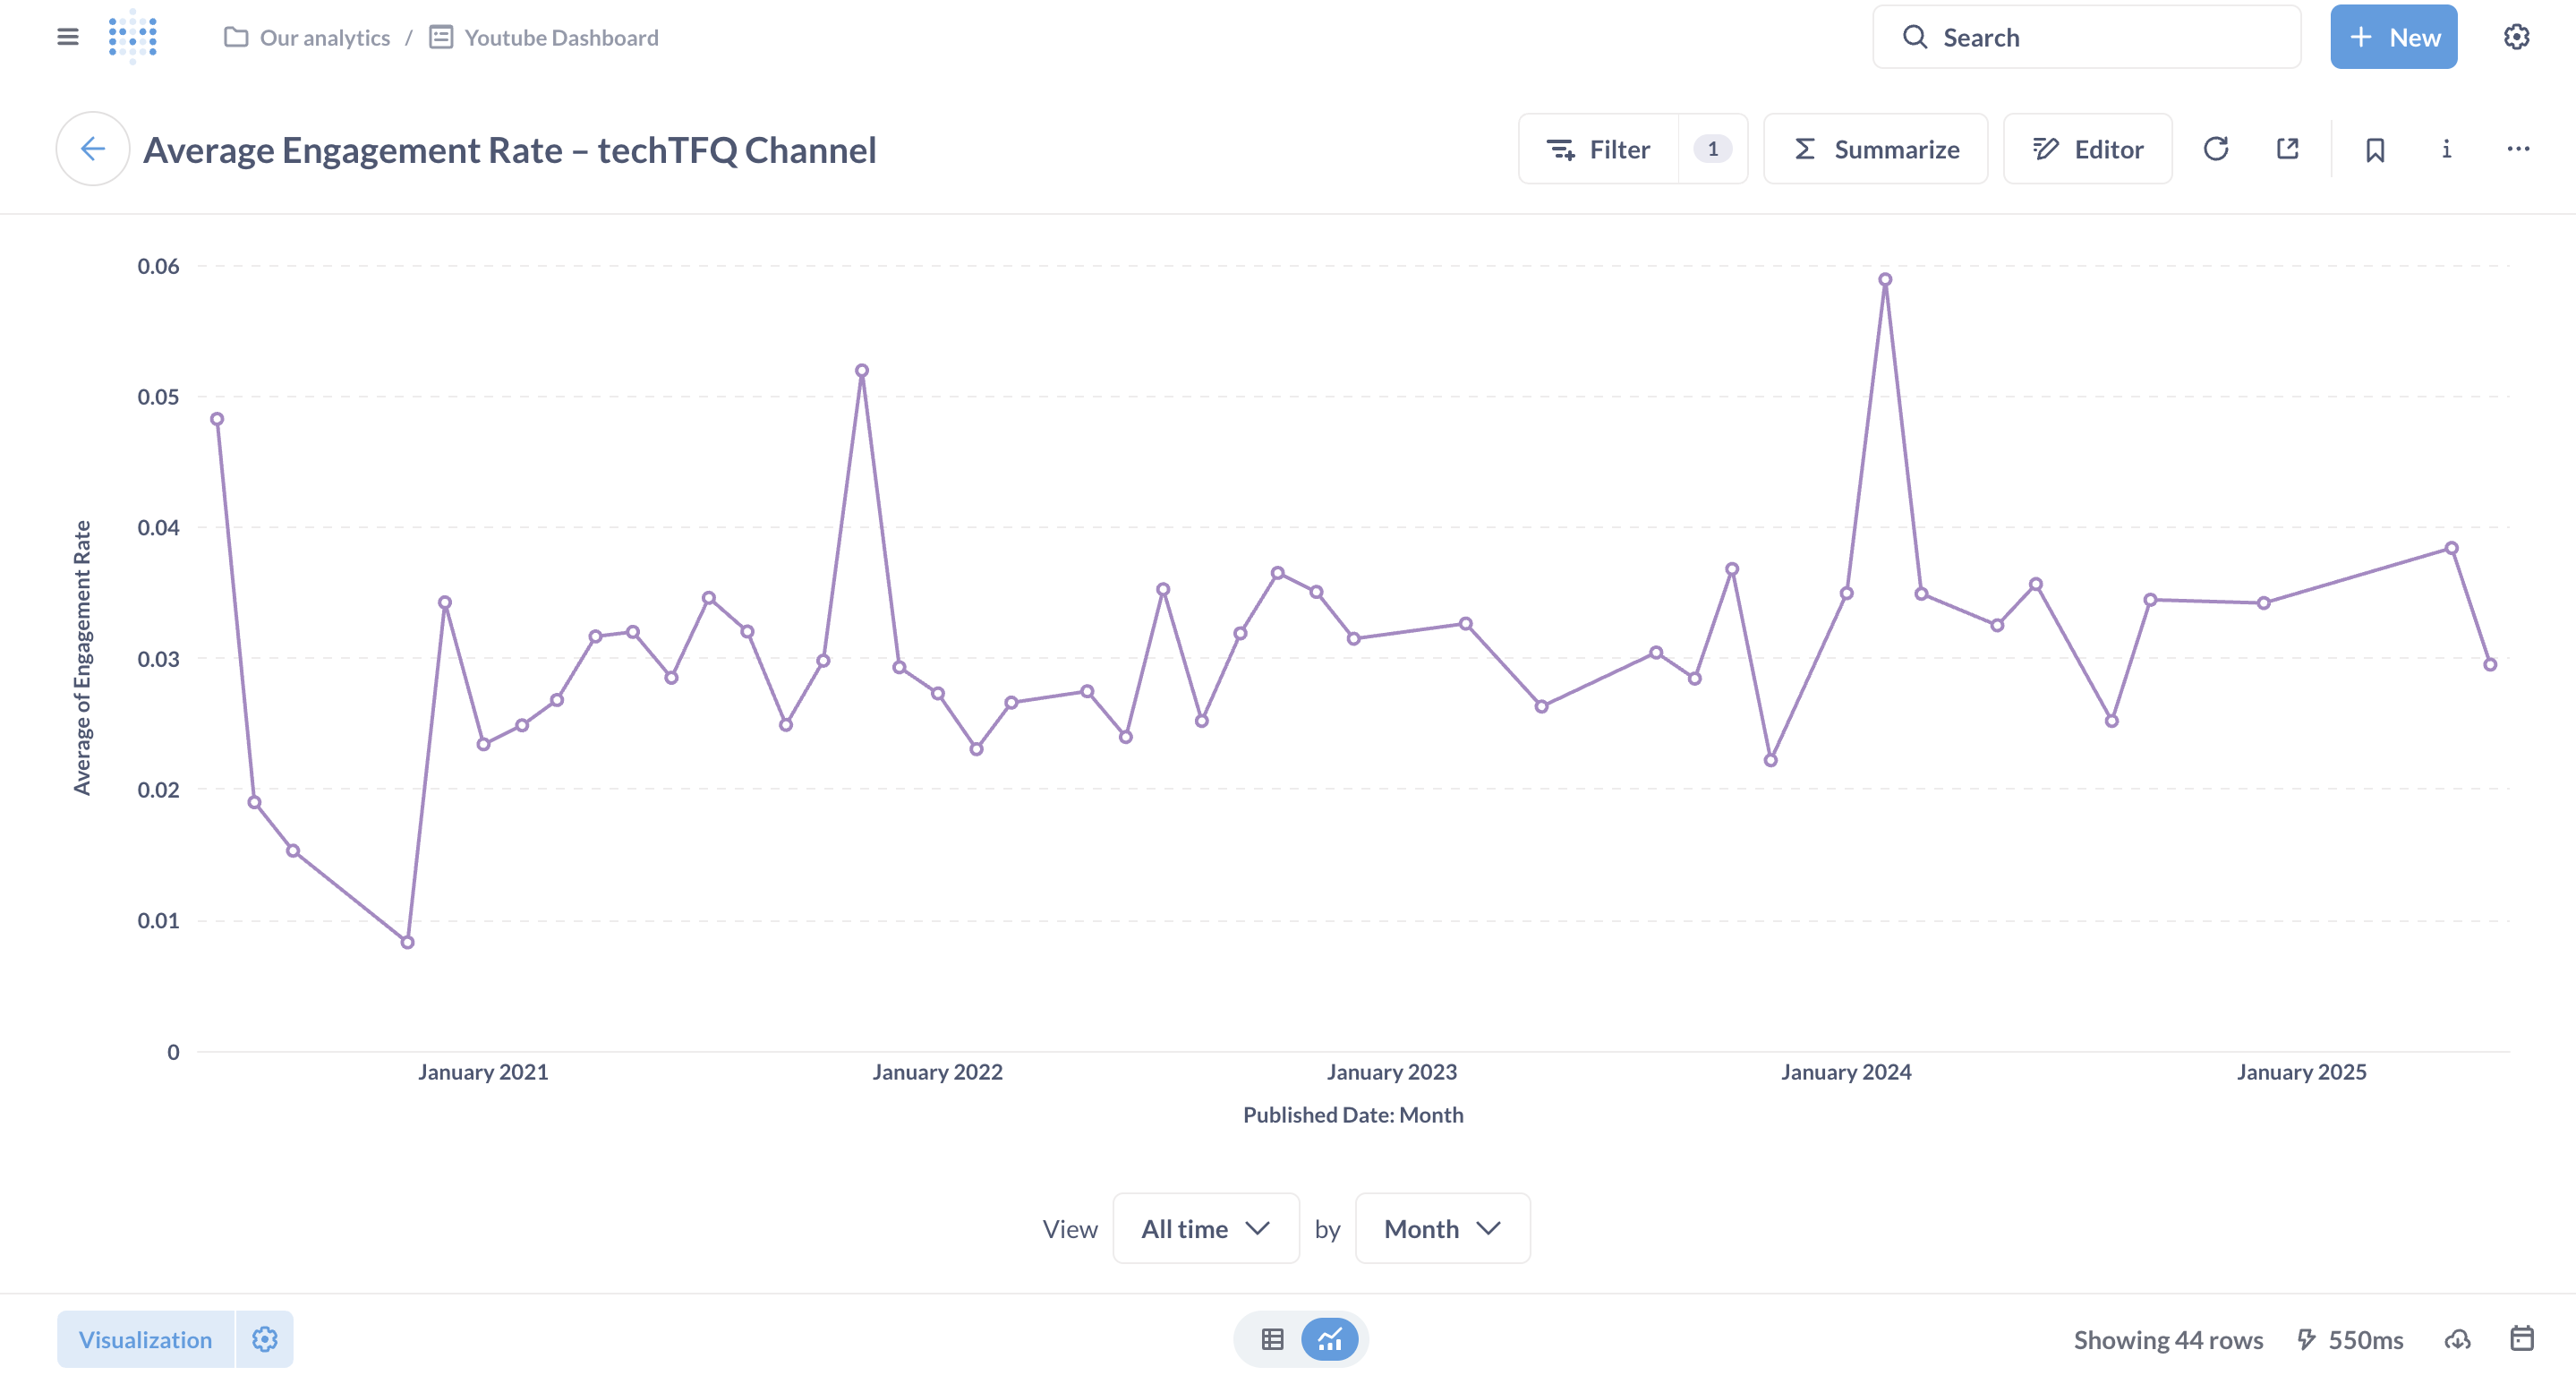 Our analytics / Youtube Dashboard
Search
New
Average Engagement Rate – techTFQ Channel
Filter 1
Summarize
Editor
0.06
0.05
0.04
0.03
0.02
0.01
0
Average of Engagement Rate
January 2021 January 2022 January 2023 January 2024 January 2025
Published Date: Month
View All time by Month
Visualization
Showing 44 rows 550ms